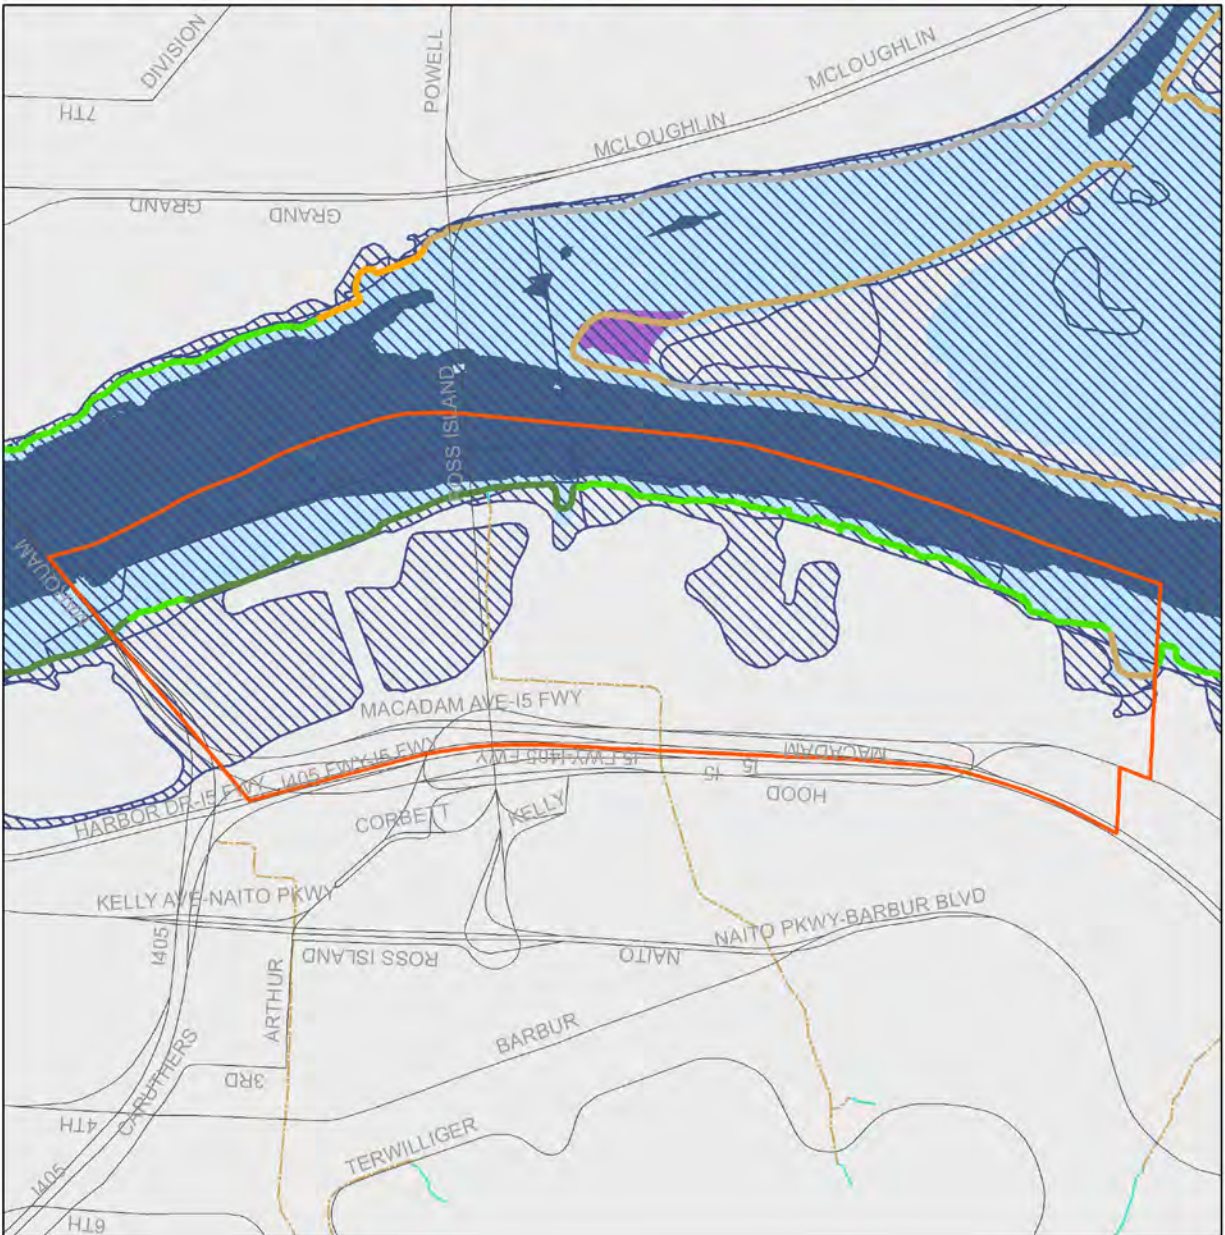 DIVISION
7TH
POWELL
MCLOUGHLIN
MCLOUGHLIN
GRAND
GRAND
ROSS ISLAND
MARQUAM
MACADAM AVE-I5 FWY
HARBOR DR-I5 FWY
I405 FWY-I5 FWY
I5 FWY-I405 FWY
MACADAM
I5
I5
HOOD
CORBETT
KELLY
KELLY AVE-NAITO PKWY
NAITO PKWY-BARBUR BLVD
I405
ROSS ISLAND
NAITO
ARTHUR
BARBUR
CARUTHERS
3RD
4TH
TERWILLIGER
I405
6TH